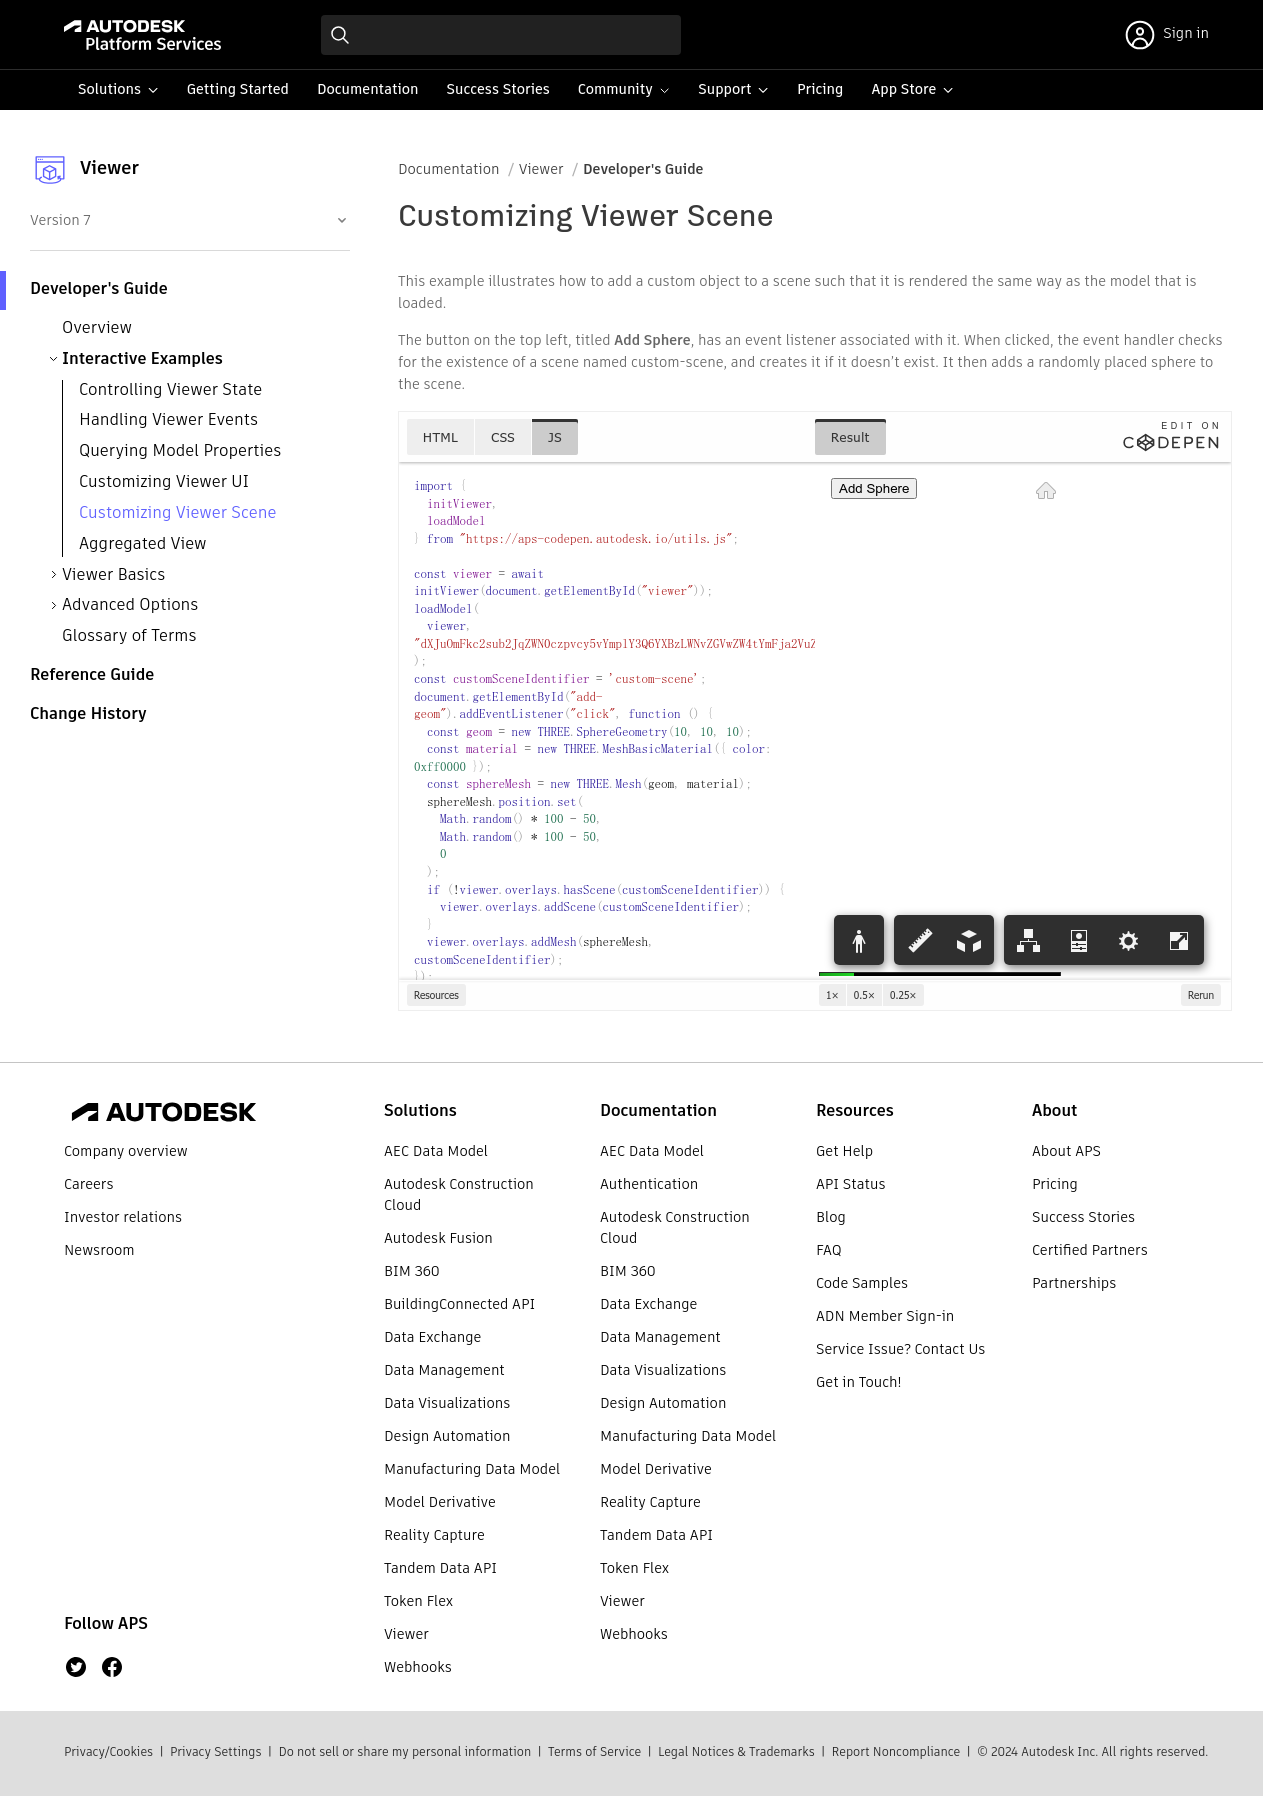 AUTODESK
Platform Services
Sign in
Solutions
Getting Started
Documentation
Success Stories
Community
Support
Pricing
App Store
Viewer
Version 7
Developer's Guide
Overview
Interactive Examples
Controlling Viewer State
Handling Viewer Events
Querying Model Properties
Customizing Viewer UI
Customizing Viewer Scene
Aggregated View
Viewer Basics
Advanced Options
Glossary of Terms
Reference Guide
Change History
Documentation / Viewer / Developer's Guide
Customizing Viewer Scene
This example illustrates how to add a custom object to a scene such that it is rendered the same way as the model that is
loaded.
The button on the top left, titled Add Sphere, has an event listener associated with it. When clicked, the event handler checks
for the existence of a scene named custom-scene, and creates it if it doesn't exist. It then adds a randomly placed sphere to
the scene.
HTML
CSS
JS
Result
EDIT ON
CODEPEN
import {
  initViewer,
  loadModel
} from "https://aps-codepen.autodesk.io/utils.js";
const viewer = await
initViewer(document.getElementById("viewer"));
loadModel(
  viewer,
"dXJuOmFkc2sub2JqZWN0czpvcy5vYmplY3Q6YXBzLWNvZGVwZW4tYmFja2Vu
);
const customSceneIdentifier = 'custom-scene';
document.getElementById("add-
geom").addEventListener("click", function () {
  const geom = new THREE.SphereGeometry(10, 10, 10);
  const material = new THREE.MeshBasicMaterial({ color:
0xff0000 });
  const sphereMesh = new THREE.Mesh(geom, material);
  sphereMesh.position.set(
    Math.random() * 100 - 50,
    Math.random() * 100 - 50,
    0
  );
  if (!viewer.overlays.hasScene(customSceneIdentifier)) {
    viewer.overlays.addScene(customSceneIdentifier);
  }
  viewer.overlays.addMesh(sphereMesh,
customSceneIdentifier);
});
Add Sphere
Resources
1×
0.5×
0.25×
Rerun
AUTODESK
Company overview
Careers
Investor relations
Newsroom
Follow APS
Solutions
AEC Data Model
Autodesk Construction
Cloud
Autodesk Fusion
BIM 360
BuildingConnected API
Data Exchange
Data Management
Data Visualizations
Design Automation
Manufacturing Data Model
Model Derivative
Reality Capture
Tandem Data API
Token Flex
Viewer
Webhooks
Documentation
AEC Data Model
Authentication
Autodesk Construction
Cloud
BIM 360
Data Exchange
Data Management
Data Visualizations
Design Automation
Manufacturing Data Model
Model Derivative
Reality Capture
Tandem Data API
Token Flex
Viewer
Webhooks
Resources
Get Help
API Status
Blog
FAQ
Code Samples
ADN Member Sign-in
Service Issue? Contact Us
Get in Touch!
About
About APS
Pricing
Success Stories
Certified Partners
Partnerships
Privacy/Cookies | Privacy Settings | Do not sell or share my personal information | Terms of Service | Legal Notices & Trademarks | Report Noncompliance | © 2024 Autodesk Inc. All rights reserved.